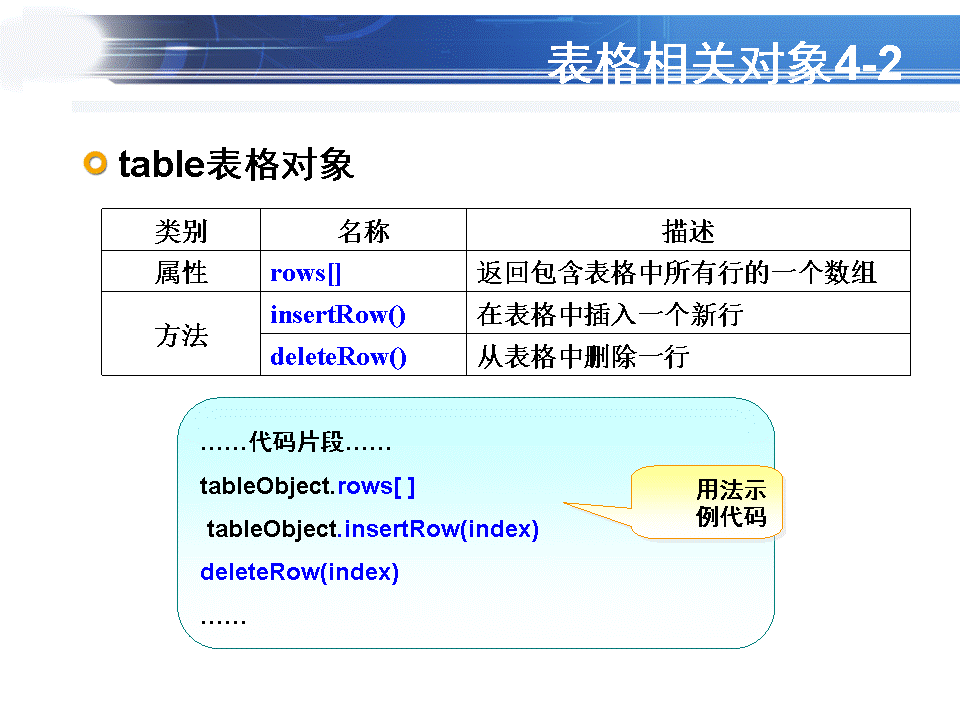 表格相关对象4-2
table表格对象
类别 名称 描述
属性 rows[] 返回包含表格中所有行的一个数组
方法 insertRow() 在表格中插入一个新行
deleteRow() 从表格中删除一行
……代码片段……
tableObject.rows[ ]
tableObject.insertRow(index)
deleteRow(index)
……
用法示
例代码